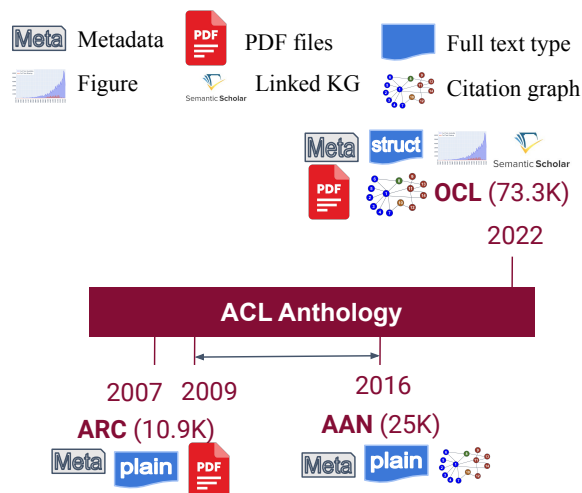 Meta Metadata PDF PDF files Full text type
Figure SEMANTIC SCHOLAR Linked KG Citation graph
Meta struct Semantic Scholar
PDF OCL (73.3K)
2022
ACL Anthology
2007 2009 2016
ARC (10.9K) AAN (25K)
Meta plain PDF Meta plain